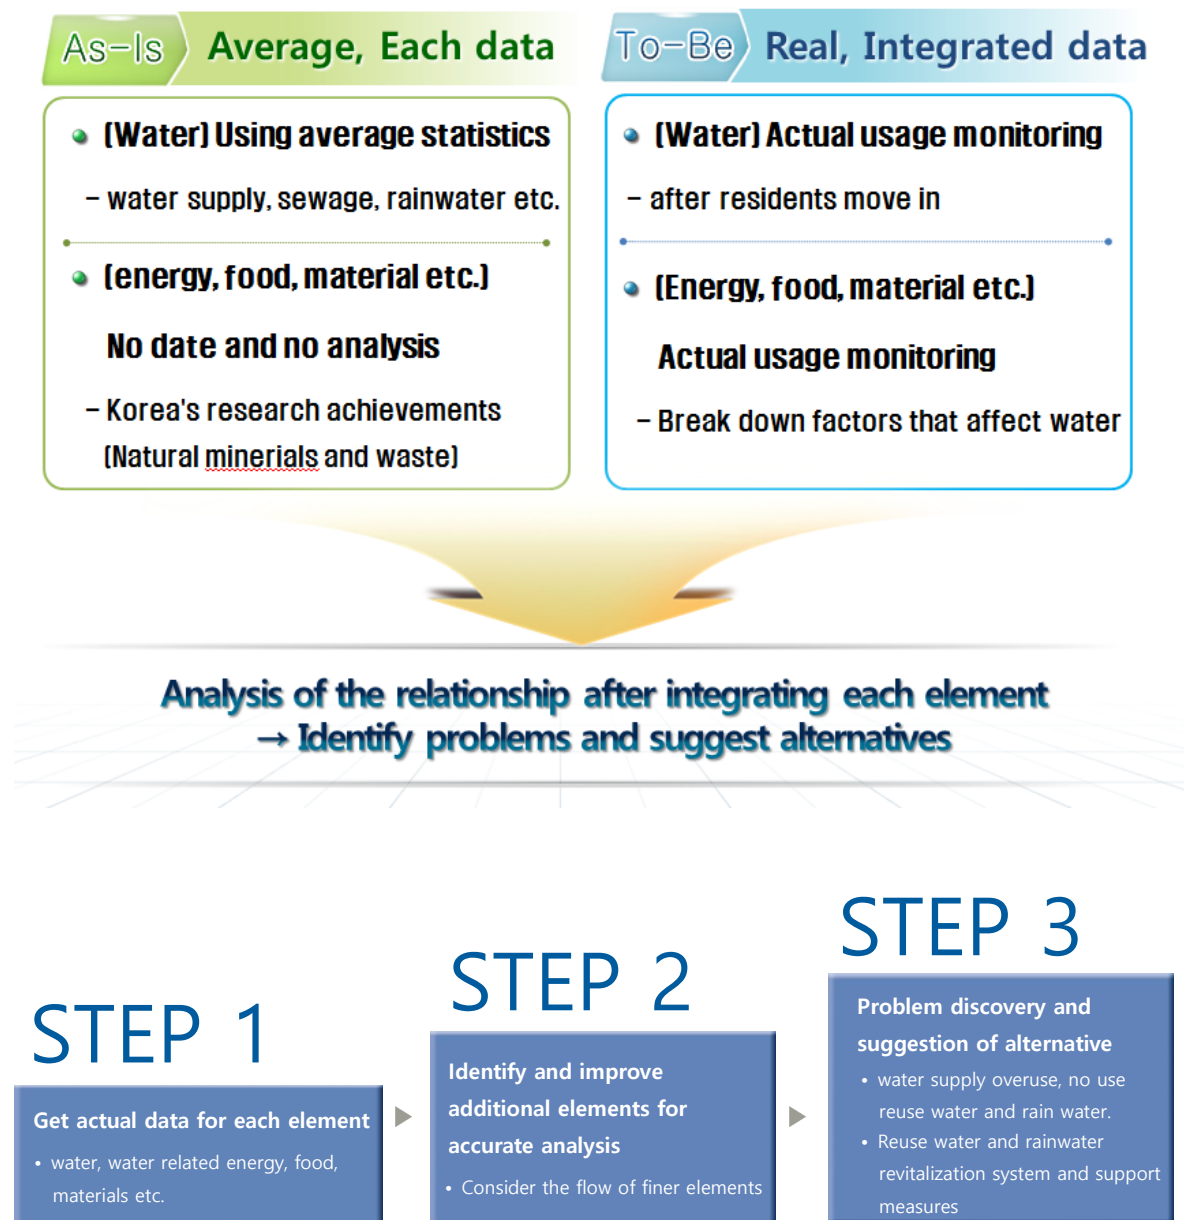 As-Is
Average, Each data
• (Water) Using average statistics
– water supply, sewage, rainwater etc.
• (energy, food, material etc.)
No date and no analysis
– Korea's research achievements
(Natural minerials and waste)
To-Be
Real, Integrated data
• (Water) Actual usage monitoring
– after residents move in
• (Energy, food, material etc.)
Actual usage monitoring
– Break down factors that affect water
Analysis of the relationship after integrating each element
→ Identify problems and suggest alternatives
STEP 1
Get actual data for each element
• water, water related energy, food,
materials etc.
STEP 2
Identify and improve
additional elements for
accurate analysis
• Consider the flow of finer elements
STEP 3
Problem discovery and
suggestion of alternative
• water supply overuse, no use
reuse water and rain water.
• Reuse water and rainwater
revitalization system and support
measures